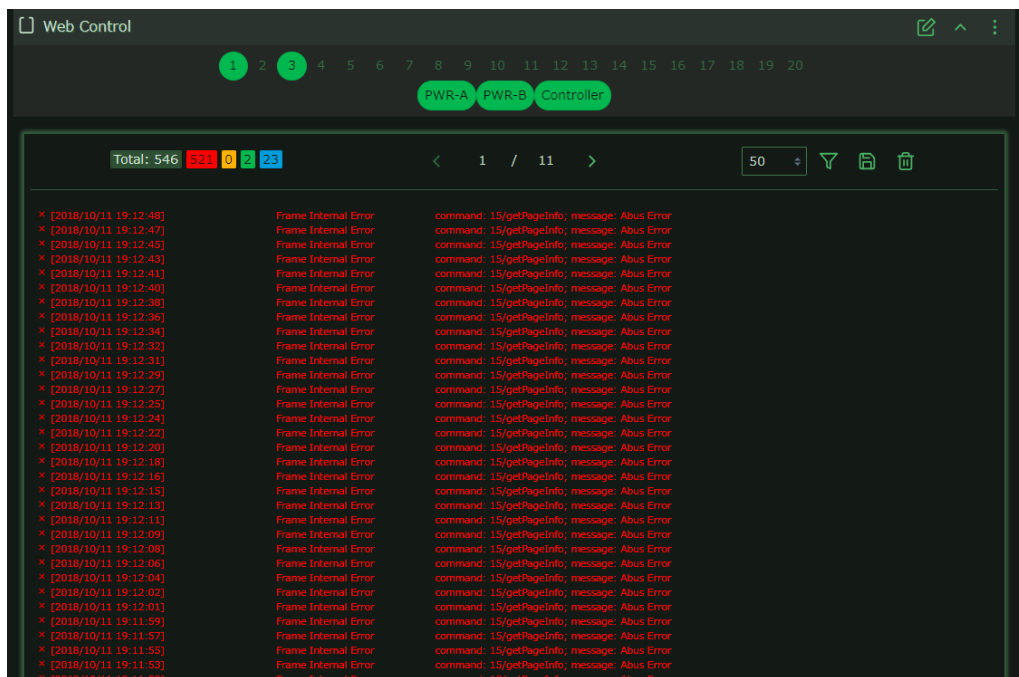 Web Control
1 2 3 4 5 6 7 8 9 10 11 12 13 14 15 16 17 18 19 20
PWR-A PWR-B Controller
Total: 546 521 0 2 23 1 / 11 50
× [2018/10/11 19:12:48] Frame Internal Error command: 15/getPageInfo; message: Abus Error
× [2018/10/11 19:12:47] Frame Internal Error command: 15/getPageInfo; message: Abus Error
× [2018/10/11 19:12:45] Frame Internal Error command: 15/getPageInfo; message: Abus Error
× [2018/10/11 19:12:43] Frame Internal Error command: 15/getPageInfo; message: Abus Error
× [2018/10/11 19:12:41] Frame Internal Error command: 15/getPageInfo; message: Abus Error
× [2018/10/11 19:12:40] Frame Internal Error command: 15/getPageInfo; message: Abus Error
× [2018/10/11 19:12:38] Frame Internal Error command: 15/getPageInfo; message: Abus Error
× [2018/10/11 19:12:36] Frame Internal Error command: 15/getPageInfo; message: Abus Error
× [2018/10/11 19:12:34] Frame Internal Error command: 15/getPageInfo; message: Abus Error
× [2018/10/11 19:12:32] Frame Internal Error command: 15/getPageInfo; message: Abus Error
× [2018/10/11 19:12:31] Frame Internal Error command: 15/getPageInfo; message: Abus Error
× [2018/10/11 19:12:29] Frame Internal Error command: 15/getPageInfo; message: Abus Error
× [2018/10/11 19:12:27] Frame Internal Error command: 15/getPageInfo; message: Abus Error
× [2018/10/11 19:12:25] Frame Internal Error command: 15/getPageInfo; message: Abus Error
× [2018/10/11 19:12:24] Frame Internal Error command: 15/getPageInfo; message: Abus Error
× [2018/10/11 19:12:22] Frame Internal Error command: 15/getPageInfo; message: Abus Error
× [2018/10/11 19:12:20] Frame Internal Error command: 15/getPageInfo; message: Abus Error
× [2018/10/11 19:12:18] Frame Internal Error command: 15/getPageInfo; message: Abus Error
× [2018/10/11 19:12:16] Frame Internal Error command: 15/getPageInfo; message: Abus Error
× [2018/10/11 19:12:15] Frame Internal Error command: 15/getPageInfo; message: Abus Error
× [2018/10/11 19:12:13] Frame Internal Error command: 15/getPageInfo; message: Abus Error
× [2018/10/11 19:12:11] Frame Internal Error command: 15/getPageInfo; message: Abus Error
× [2018/10/11 19:12:09] Frame Internal Error command: 15/getPageInfo; message: Abus Error
× [2018/10/11 19:12:08] Frame Internal Error command: 15/getPageInfo; message: Abus Error
× [2018/10/11 19:12:06] Frame Internal Error command: 15/getPageInfo; message: Abus Error
× [2018/10/11 19:12:04] Frame Internal Error command: 15/getPageInfo; message: Abus Error
× [2018/10/11 19:12:02] Frame Internal Error command: 15/getPageInfo; message: Abus Error
× [2018/10/11 19:12:01] Frame Internal Error command: 15/getPageInfo; message: Abus Error
× [2018/10/11 19:11:59] Frame Internal Error command: 15/getPageInfo; message: Abus Error
× [2018/10/11 19:11:57] Frame Internal Error command: 15/getPageInfo; message: Abus Error
× [2018/10/11 19:11:55] Frame Internal Error command: 15/getPageInfo; message: Abus Error
× [2018/10/11 19:11:53] Frame Internal Error command: 15/getPageInfo; message: Abus Error